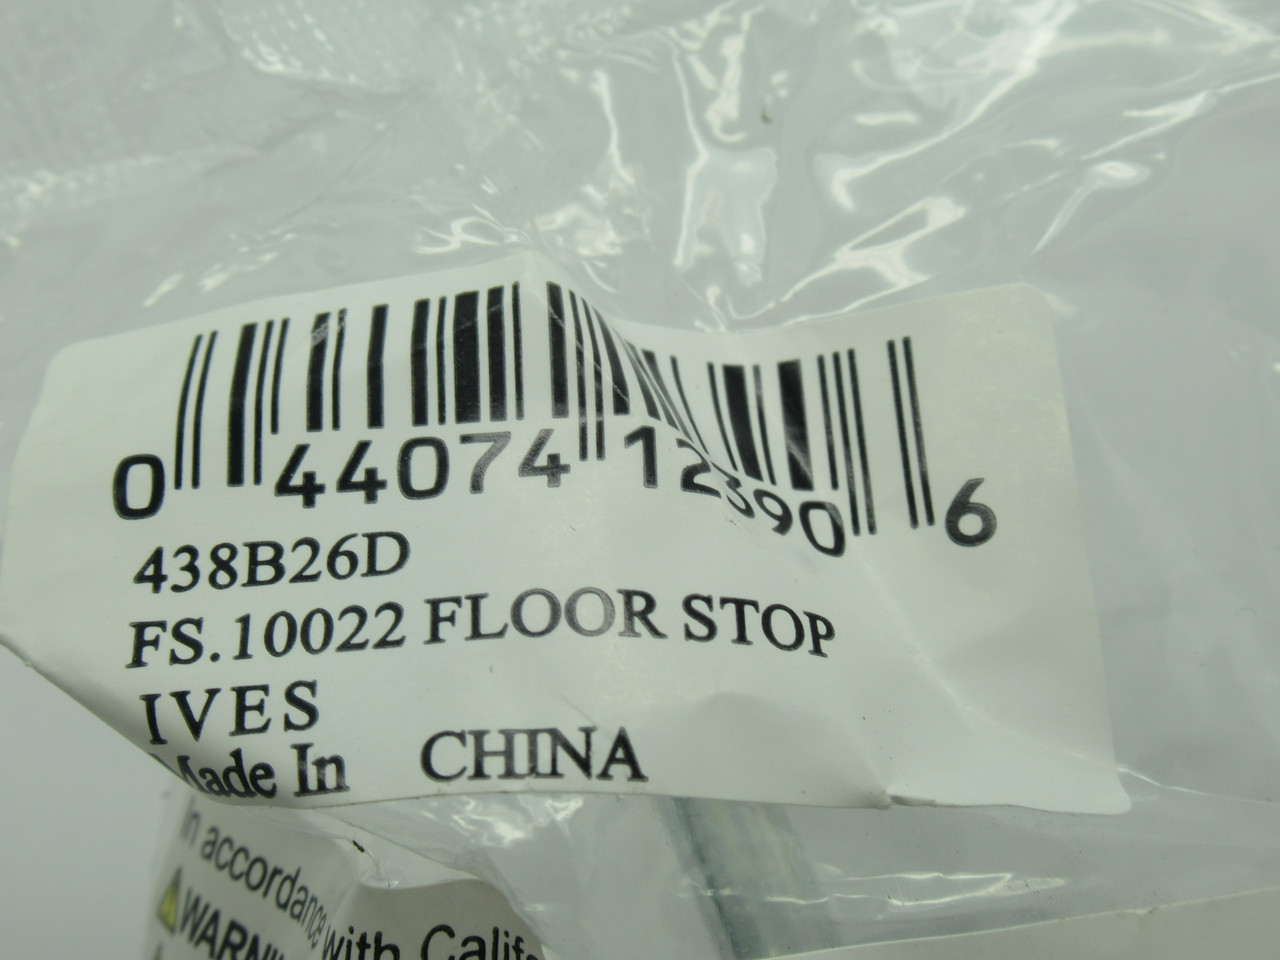 0 44074 12390 6
438B26D
FS.10022 FLOOR STOP
IVES
Made In CHINA
In accordance with Calif
WARNI